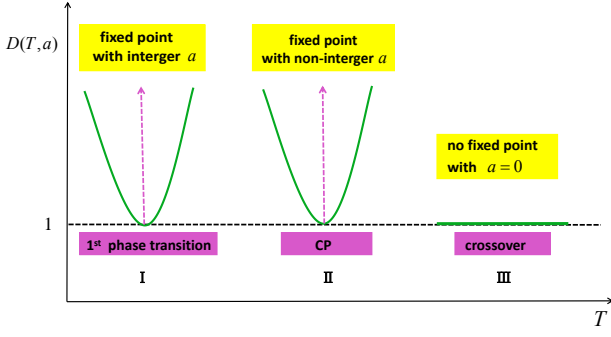 D(T,a)
fixed point
with interger a
fixed point
with non-interger a
no fixed point
with a=0
1
1st phase transition
CP
crossover
I
II
III
T